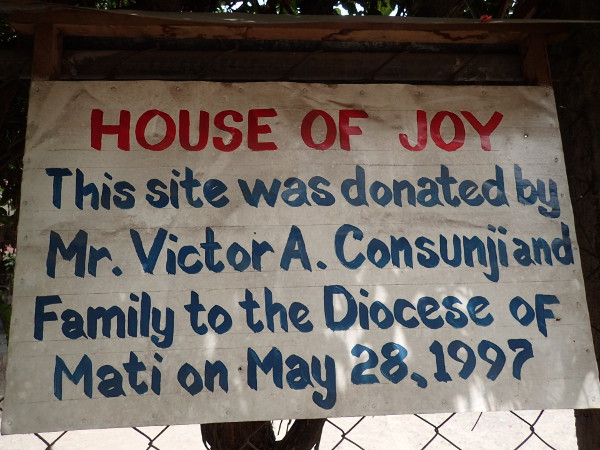 HOUSE OF JOY
This site was donated by
Mr. Victor A. Consunji and
Family to the Diocese of
Mati on May 28, 1997